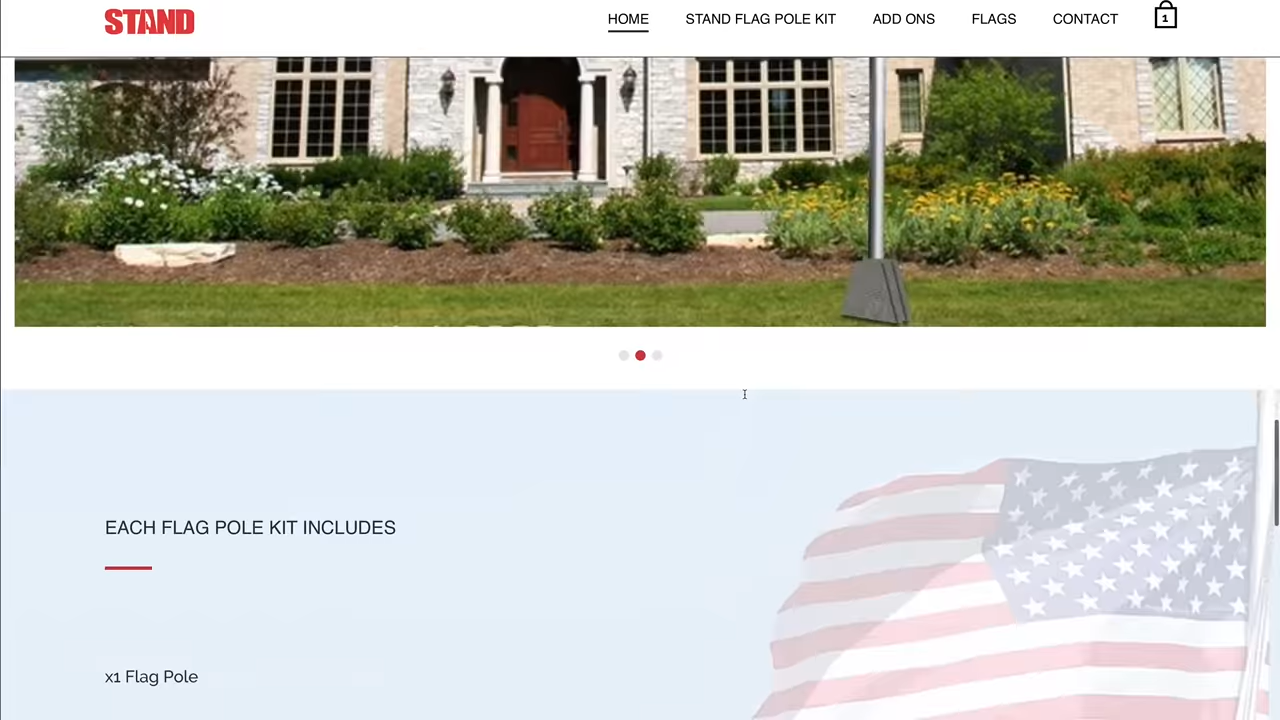 STAND
HOME
STAND FLAG POLE KIT
ADD ONS
FLAGS
CONTACT
1
EACH FLAG POLE KIT INCLUDES
x1 Flag Pole